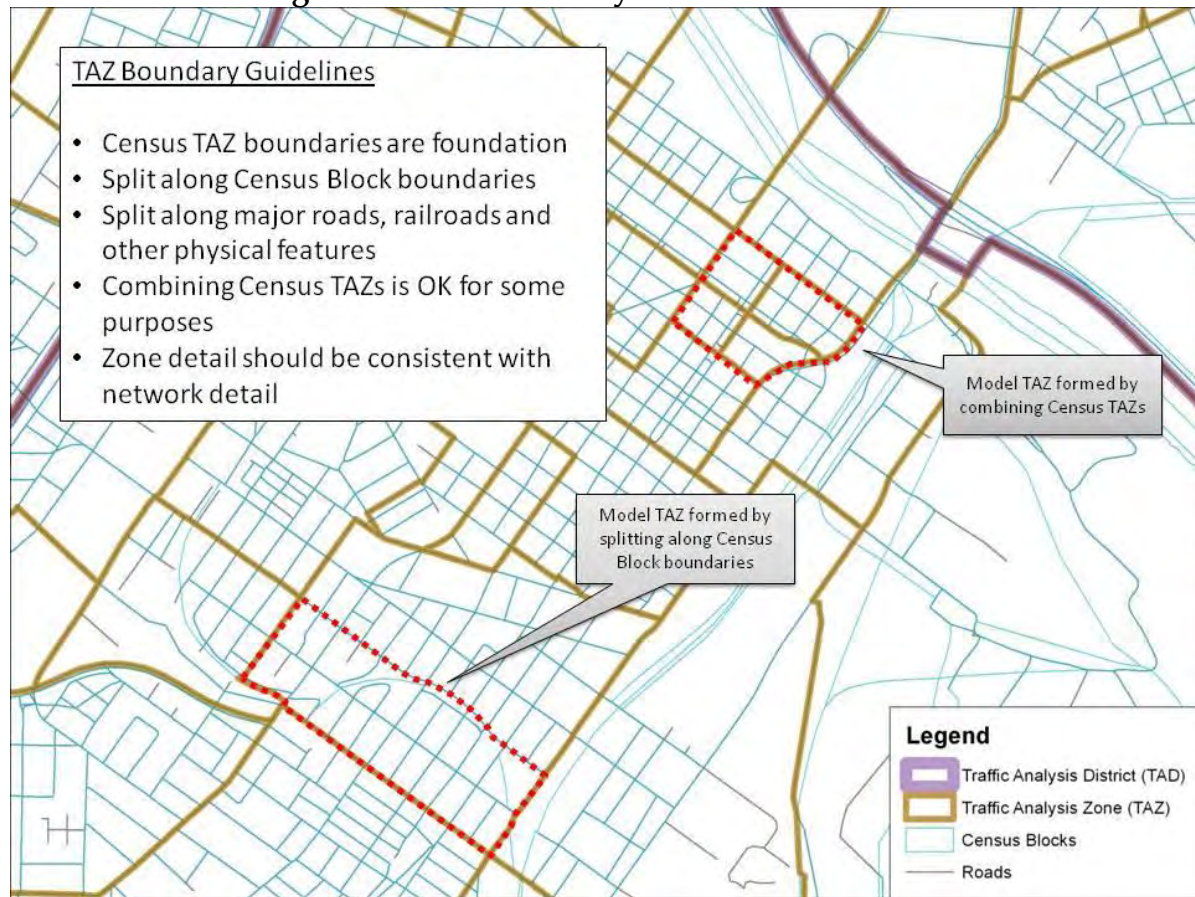 TAZ Boundary Guidelines
• Census TAZ boundaries are foundation
• Split along Census Block boundaries
• Split along major roads, railroads and
other physical features
• Combining Census TAZs is OK for some
purposes
• Zone detail should be consistent with
network detail
Model TAZ formed by
combining Census TAZs
Model TAZ formed by
splitting along Census
Block boundaries
Legend
Traffic Analysis District (TAD)
Traffic Analysis Zone (TAZ)
Census Blocks
Roads